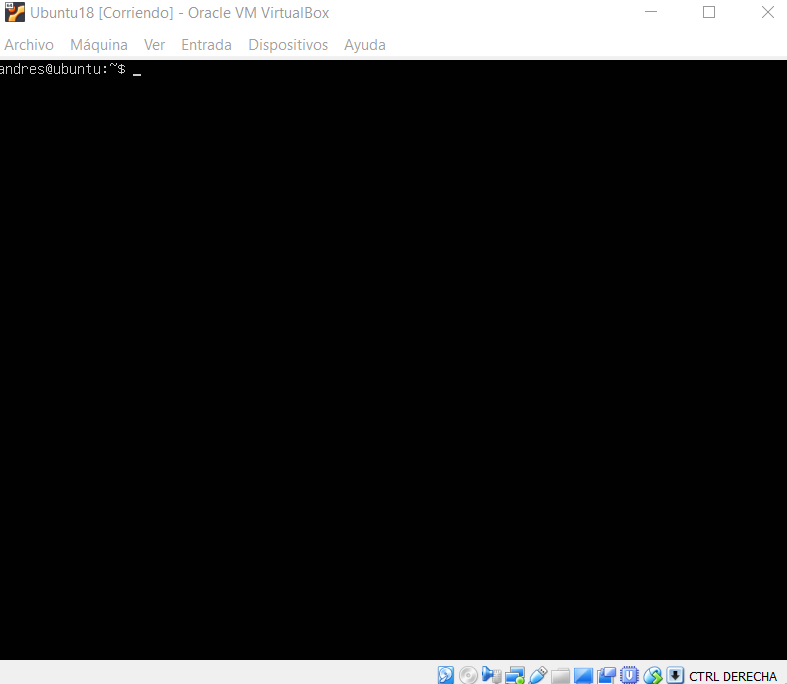 Ubuntu18 [Corriendo] - Oracle VM VirtualBox
Archivo Máquina Ver Entrada Dispositivos Ayuda
andres@ubuntu:~$ _
CTRL DERECHA